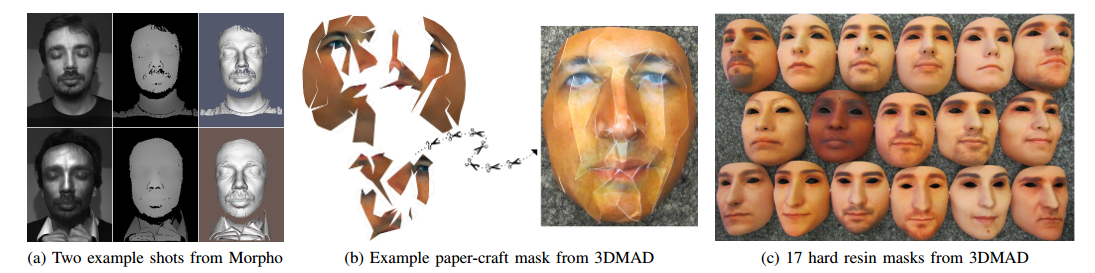 (a) Two example shots from Morpho
(b) Example paper-craft mask from 3DMAD
(c) 17 hard resin masks from 3DMAD